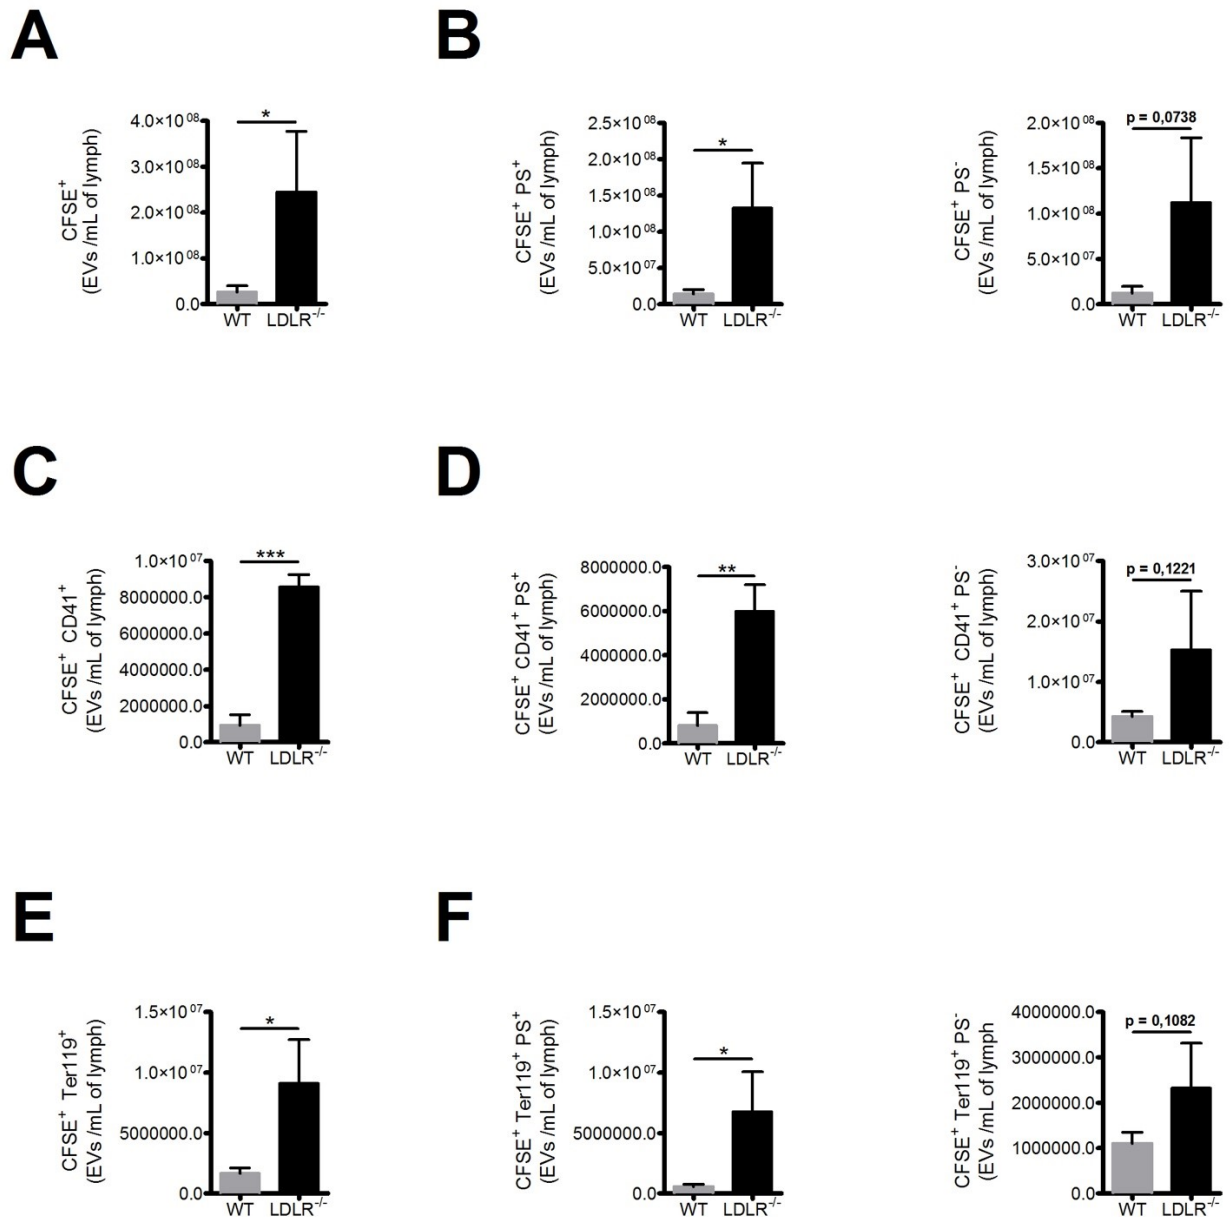 A
CFSE⁺
(EVs /mL of lymph)
4.0×10⁰⁸
3.0×10⁰⁸
2.0×10⁰⁸
1.0×10⁰⁸
0.0
*
WT LDLR⁻/⁻
B
CFSE⁺ PS⁺
(EVs /mL of lymph)
2.5×10⁰⁸
2.0×10⁰⁸
1.5×10⁰⁸
1.0×10⁰⁸
5.0×10⁰⁷
0.0
*
WT LDLR⁻/⁻
CFSE⁺ PS⁻
(EVs /mL of lymph)
2.0×10⁰⁸
1.5×10⁰⁸
1.0×10⁰⁸
5.0×10⁰⁷
0.0
p = 0,0738
WT LDLR⁻/⁻
C
CFSE⁺ CD41⁺
(EVs /mL of lymph)
1.0×10⁰⁷
8000000.0
6000000.0
4000000.0
2000000.0
0.0
***
WT LDLR⁻/⁻
D
CFSE⁺ CD41⁺ PS⁺
(EVs /mL of lymph)
8000000.0
6000000.0
4000000.0
2000000.0
0.0
**
WT LDLR⁻/⁻
CFSE⁺ CD41⁺ PS⁻
(EVs /mL of lymph)
3.0×10⁰⁷
2.0×10⁰⁷
1.0×10⁰⁷
0.0
p = 0,1221
WT LDLR⁻/⁻
E
CFSE⁺ Ter119⁺
(EVs /mL of lymph)
1.5×10⁰⁷
1.0×10⁰⁷
5000000.0
0.0
*
WT LDLR⁻/⁻
F
CFSE⁺ Ter119⁺ PS⁺
(EVs /mL of lymph)
1.5×10⁰⁷
1.0×10⁰⁷
5000000.0
0.0
*
WT LDLR⁻/⁻
CFSE⁺ Ter119⁺ PS⁻
(EVs /mL of lymph
4000000.0
3000000.0
2000000.0
1000000.0
0.0
p = 0,1082
WT LDLR⁻/⁻